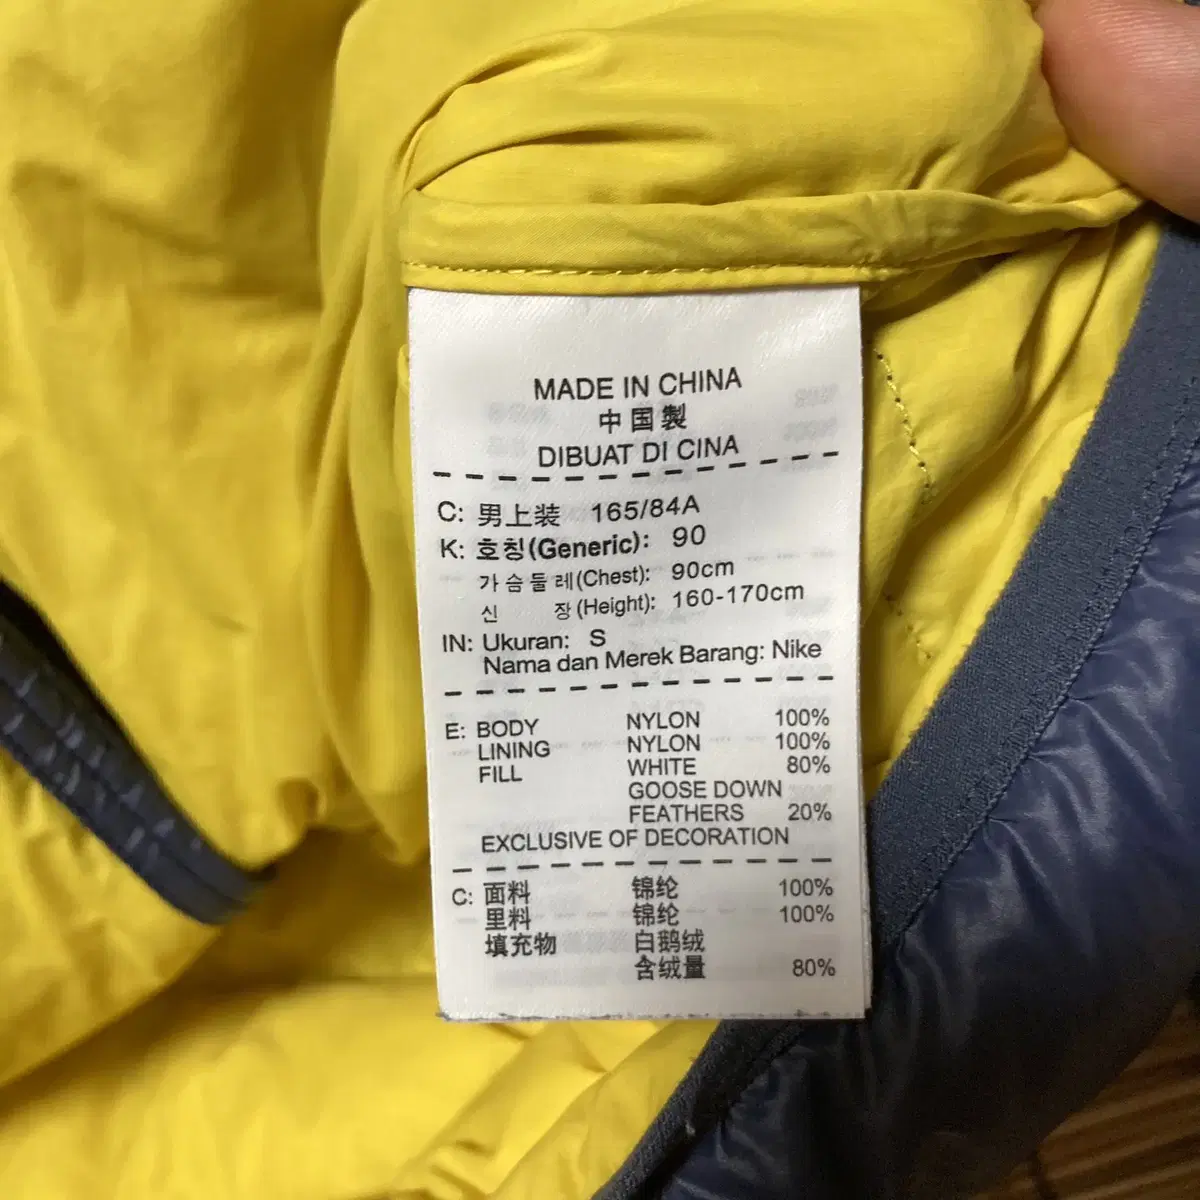 MADE IN CHINA
中国製
DIBUAT DI CINA
C: 男上装 165/84A
K: 호칭(Generic): 90
가슴둘레(Chest): 90cm
신 장(Height): 160-170cm
IN: Ukuran: S
Nama dan Merek Barang: Nike
E: BODY NYLON 100%
LINING NYLON 100%
FILL WHITE 80%
GOOSE DOWN
FEATHERS 20%
EXCLUSIVE OF DECORATION
C: 面料 锦纶 100%
里料 锦纶 100%
填充物 白鹅绒
含绒量 80%